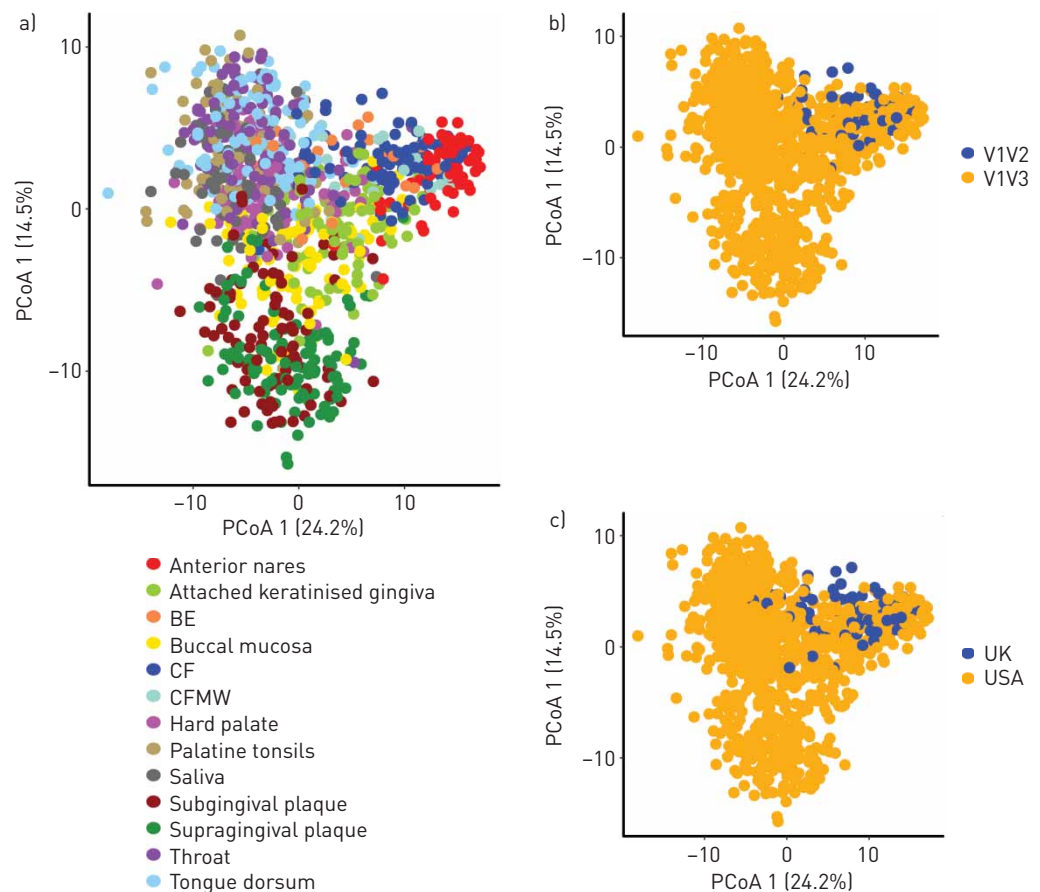 a)
10
0
−10
PCoA 1 (14.5%)
−10 0 10
PCoA 1 (24.2%)
Anterior nares
Attached keratinised gingiva
BE
Buccal mucosa
CF
CFMW
Hard palate
Palatine tonsils
Saliva
Subgingival plaque
Supragingival plaque
Throat
Tongue dorsum
b)
10
0
−10
PCoA 1 (14.5%)
−10 0 10
PCoA 1 (24.2%)
V1V2
V1V3
c)
10
0
−10
PCoA 1 (14.5%)
−10 0 10
PCoA 1 (24.2%)
UK
USA